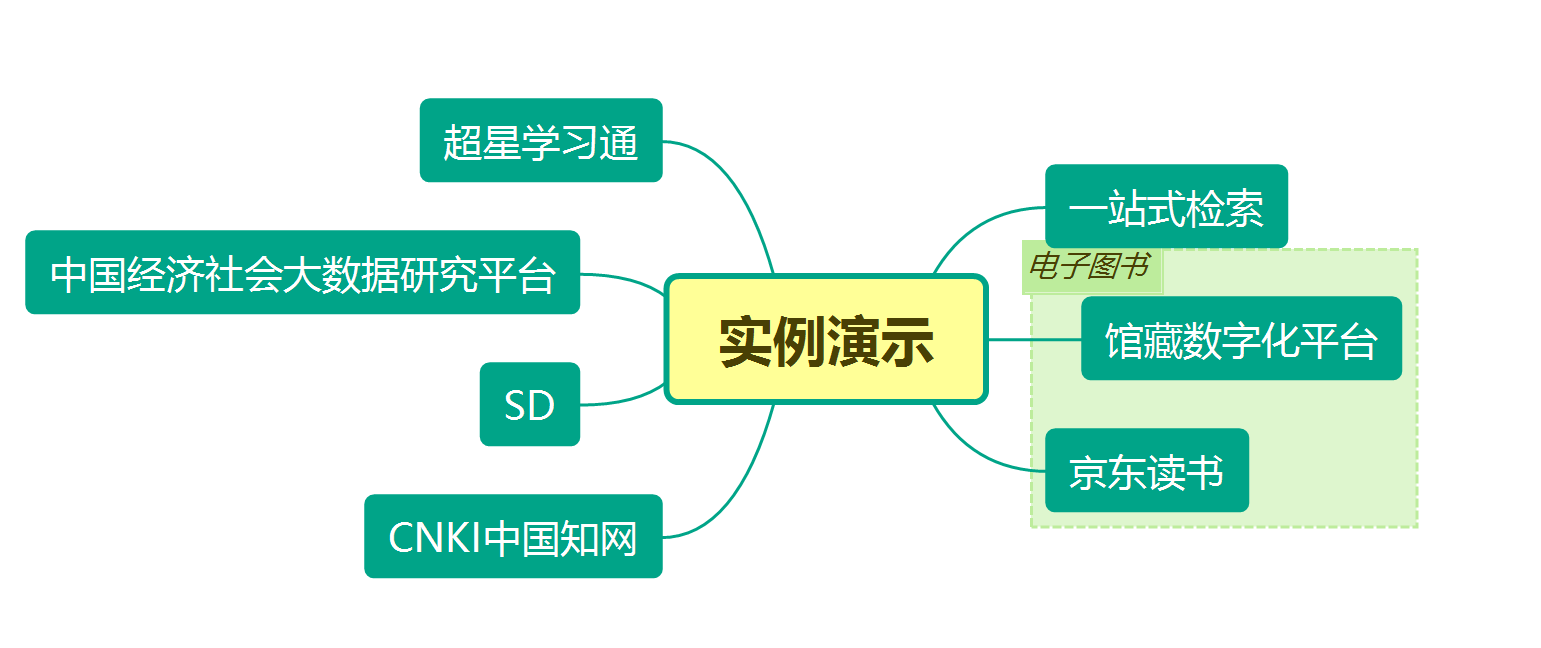 超星学习通
一站式检索
中国经济社会大数据研究平台
电子图书
实例演示
馆藏数字化平台
SD
京东读书
CNKI中国知网